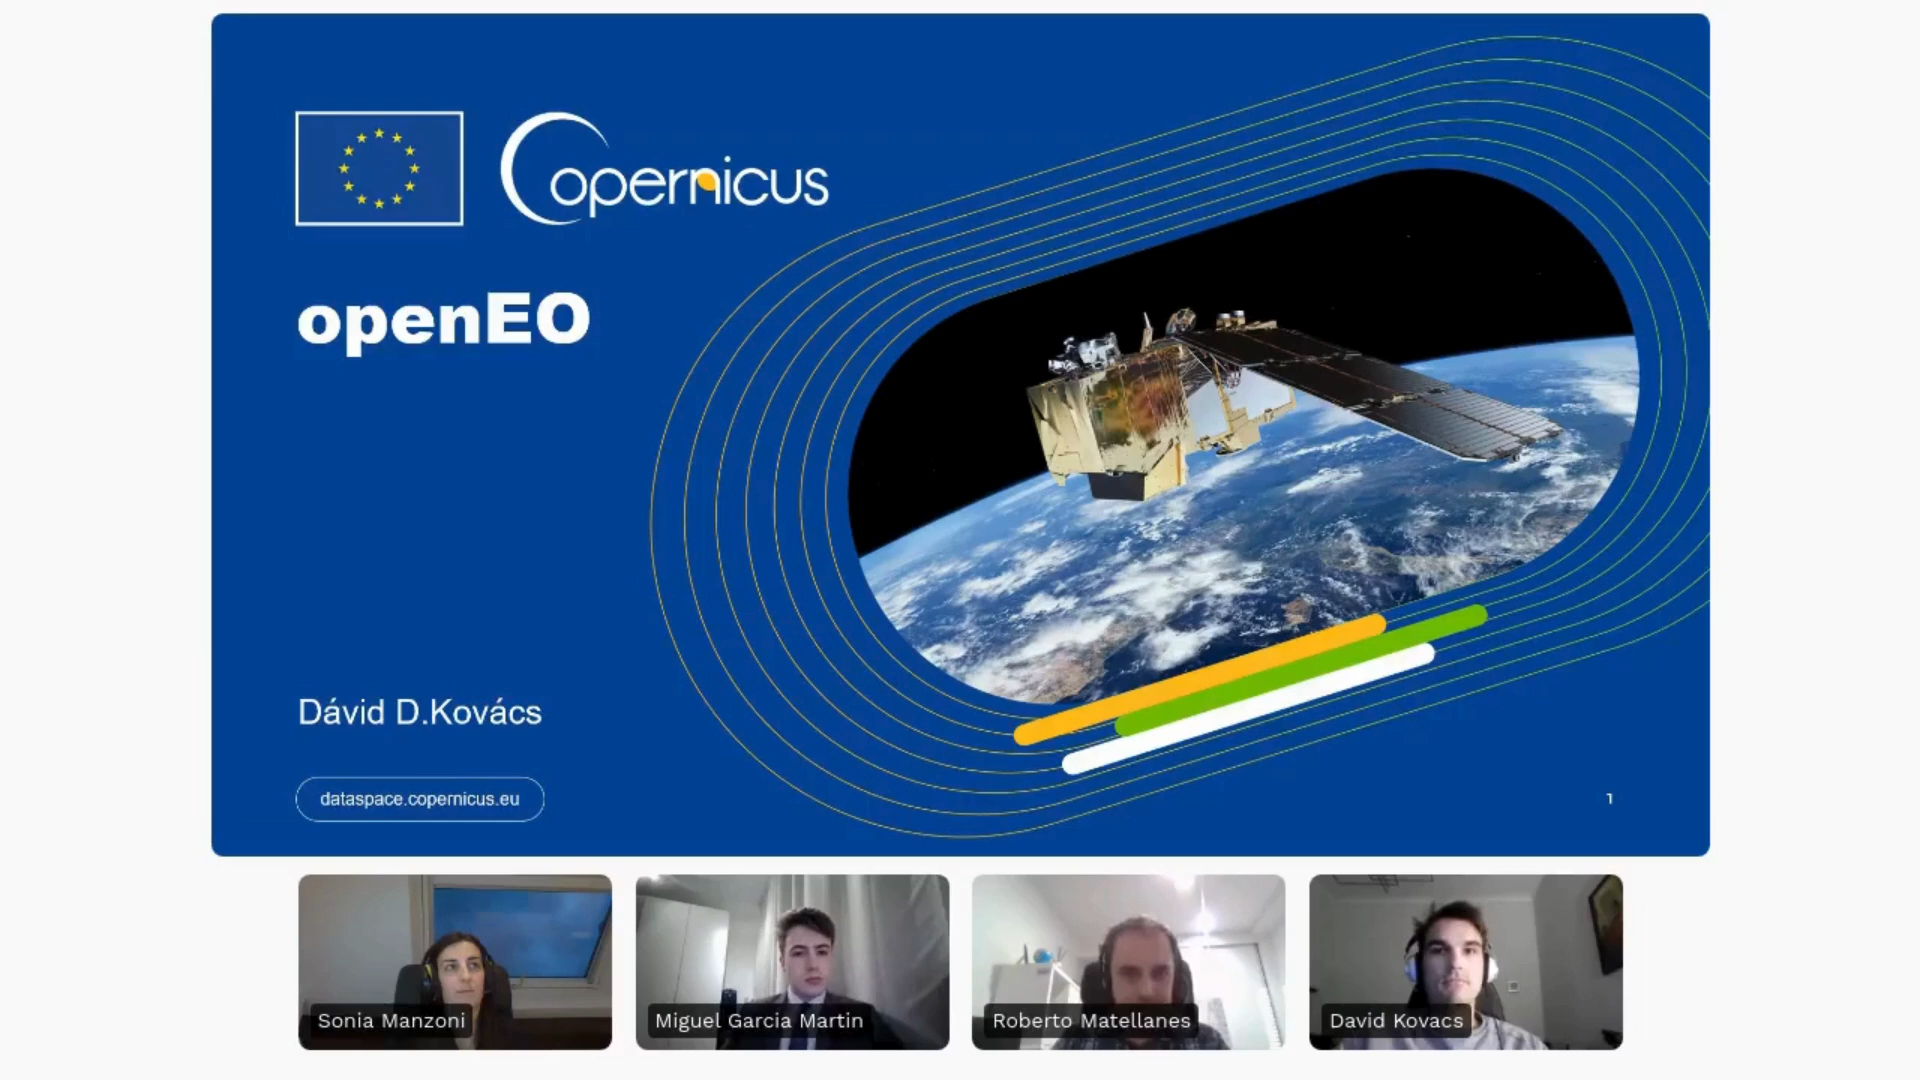 Copernicus
openEO
Dávid D.Kovács
dataspace.copernicus.eu
1
Sonia Manzoni
Miguel Garcia Martin
Roberto Matellanes
David Kovacs